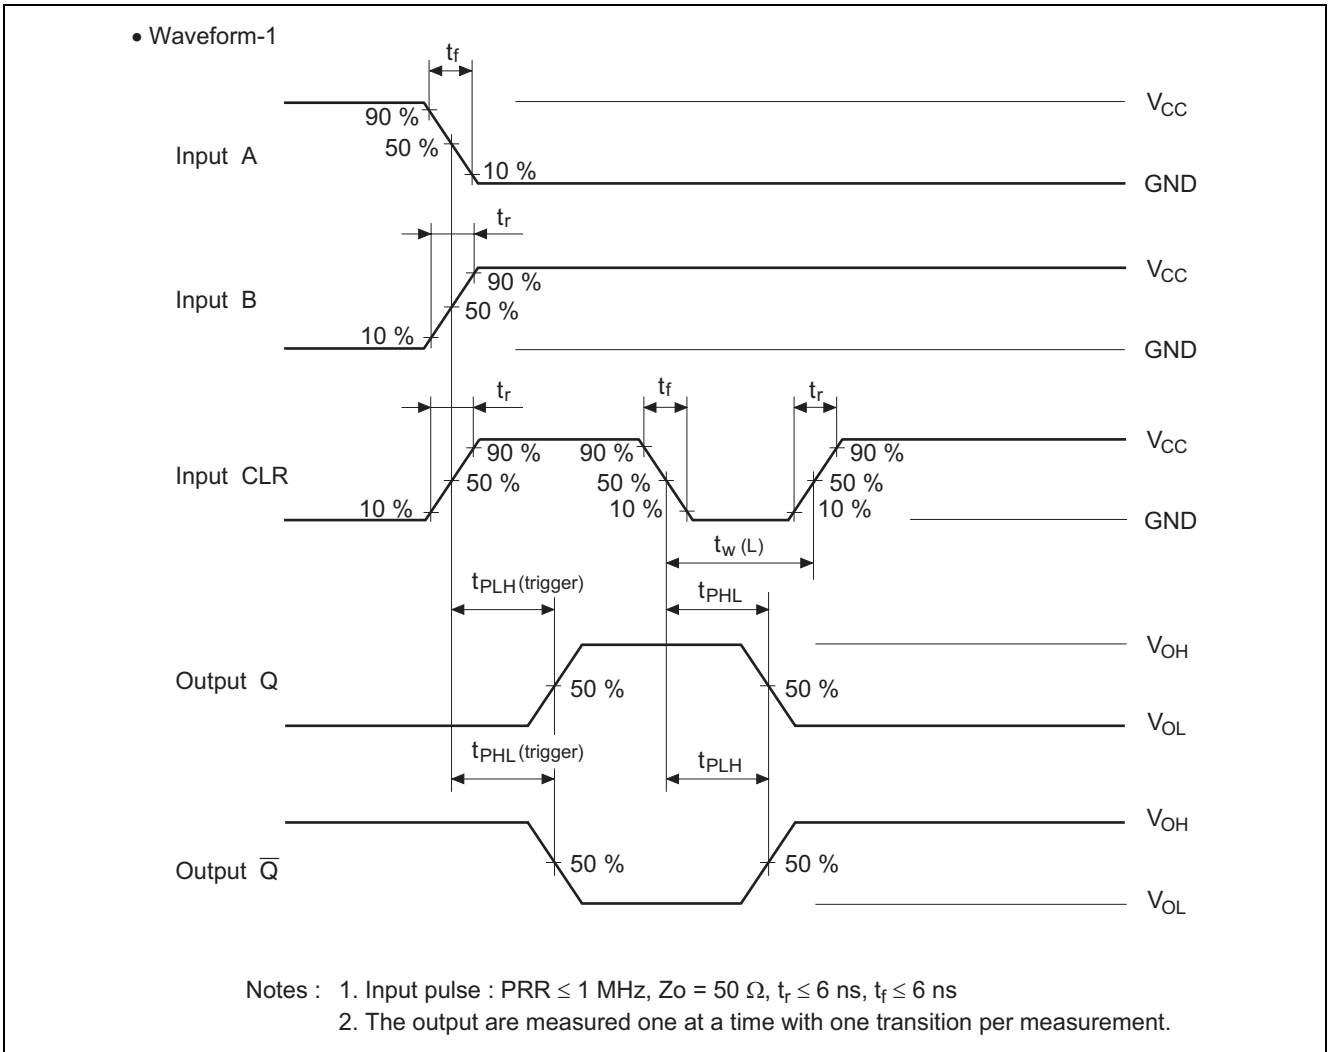 • Waveform-1
tf
VCC
90 %
50 %
Input A
10 %
GND
tr
VCC
90 %
Input B
50 %
10 %
GND
tr
tf
tr
VCC
90 %
90 %
90 %
Input CLR
50 %
50 %
50 %
10 %
10 %
10 %
GND
tw (L)
tPLH (trigger)
tPHL
VOH
Output Q
50 %
50 %
VOL
tPHL (trigger)
tPLH
VOH
50 %
50 %
Output Q̅
VOL
Notes : 1. Input pulse : PRR ≤ 1 MHz, Zo = 50 Ω, tr ≤ 6 ns, tf ≤ 6 ns
2. The output are measured one at a time with one transition per measurement.